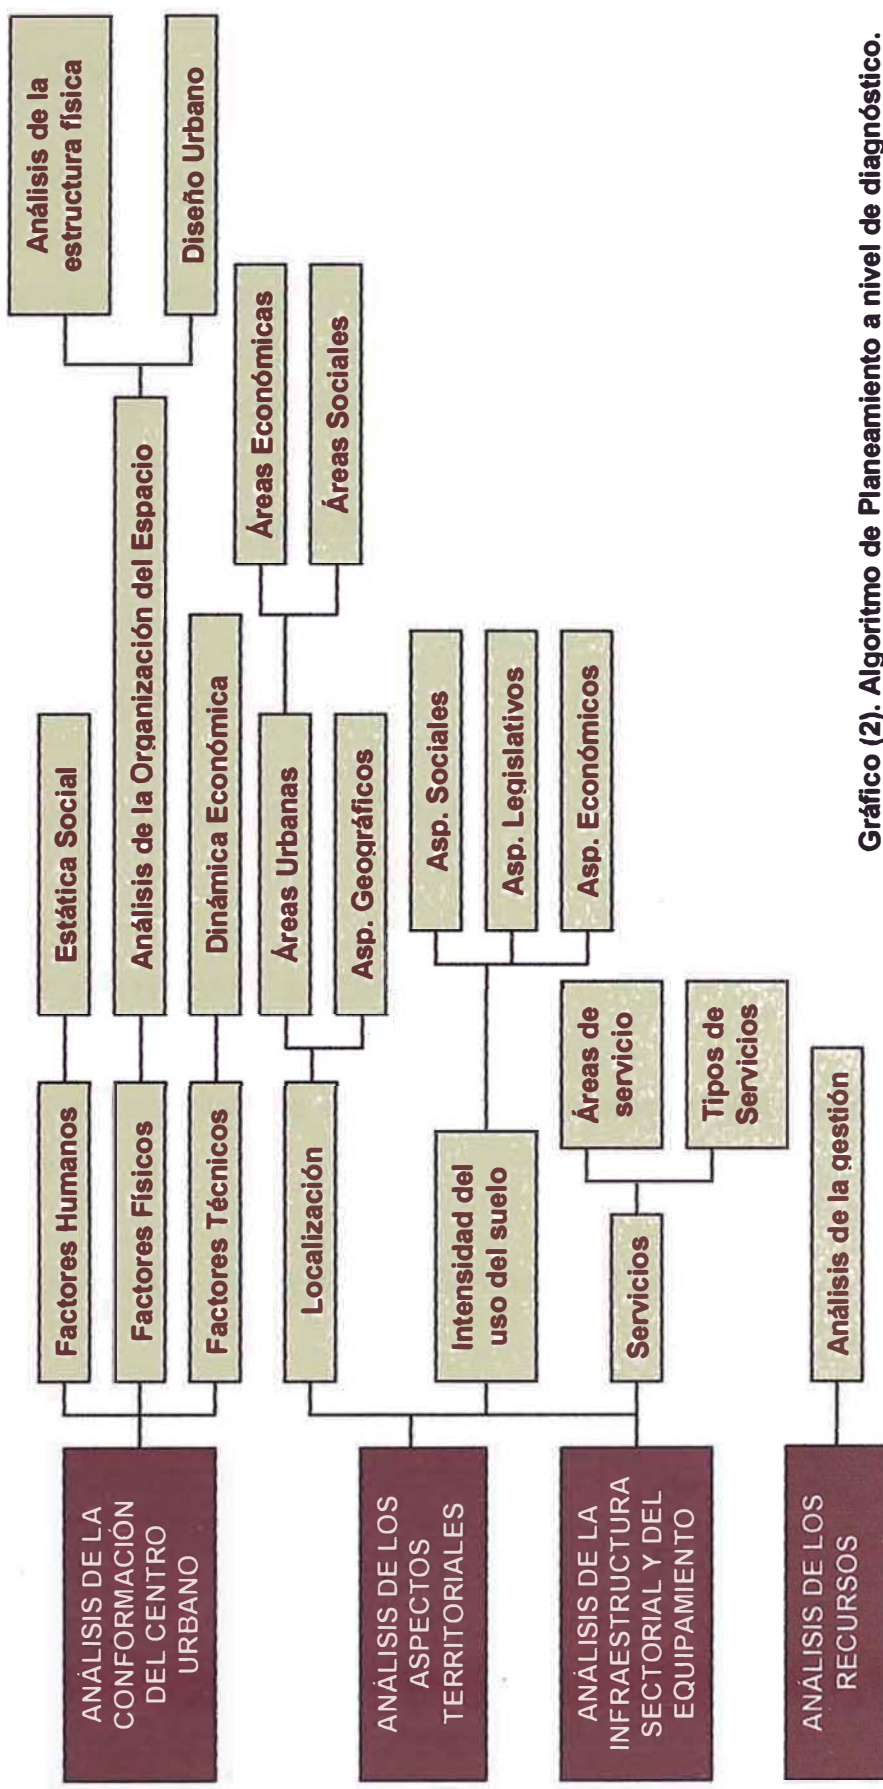 ANÁLISIS DE LA
CONFORMACIÓN
DEL CENTRO
URBANO
Factores Humanos
Estática Social
Factores Físicos
Análisis de la Organización del Espacio
Análisis de la
estructura física
Diseño Urbano
Factores Técnicos
Dinámica Económica
ANÁLISIS DE LOS
ASPECTOS
TERRITORIALES
Localización
Áreas Urbanas
Áreas Económicas
Áreas Sociales
Asp. Geográficos
Intensidad del
uso del suelo
Asp. Sociales
Asp. Legislativos
Asp. Económicos
ANÁLISIS DE LA
INFRAESTRUCTURA
SECTORIAL Y DEL
EQUIPAMIENTO
Servicios
Áreas de
servicio
Tipos de
Servicios
ANÁLISIS DE LOS
RECURSOS
Análisis de la gestión
Gráfico (2). Algoritmo de Planeamiento a nivel de diagnóstico.